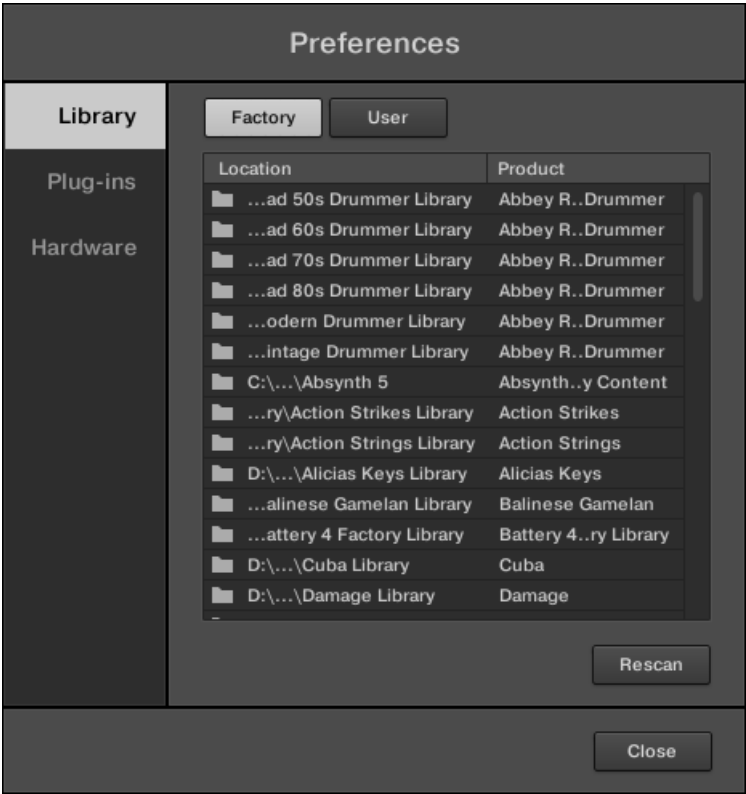 Preferences
Library
Plug-ins
Hardware
Factory User
Location Product
...ad 50s Drummer Library Abbey R..Drummer
...ad 60s Drummer Library Abbey R..Drummer
...ad 70s Drummer Library Abbey R..Drummer
...ad 80s Drummer Library Abbey R..Drummer
...odern Drummer Library Abbey R..Drummer
...intage Drummer Library Abbey R..Drummer
C:\...\Absynth 5 Absynth..y Content
...ry\Action Strikes Library Action Strikes
...ry\Action Strings Library Action Strings
D:\...\Alicias Keys Library Alicias Keys
...alinese Gamelan Library Balinese Gamelan
...attery 4 Factory Library Battery 4..ry Library
D:\...\Cuba Library Cuba
D:\...\Damage Library Damage
Rescan
Close